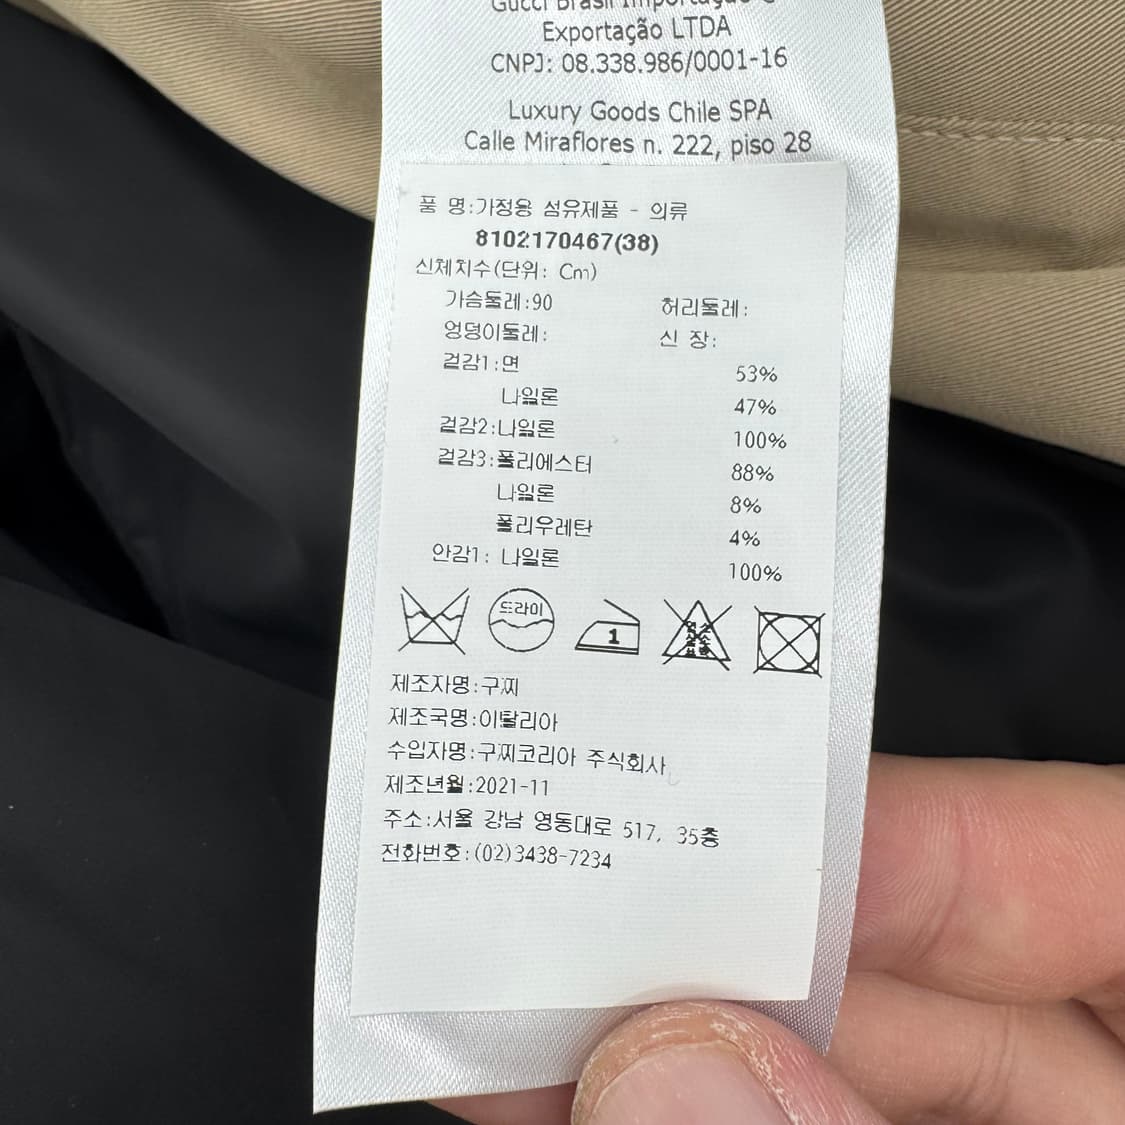 Gucci Brasil Importação e
Exportação LTDA
CNPJ: 08.338.986/0001-16
Luxury Goods Chile SPA
Calle Miraflores n. 222, piso 28
품 명:가정용 섬유제품 - 의류
8102170467(38)
신체치수(단위: Cm)
가슴둘레:90 허리둘레:
엉덩이둘레: 신 장:
겉감1:면 53%
나일론 47%
겉감2:나일론 100%
겉감3:폴리에스터 88%
나일론 8%
폴리우레탄 4%
안감1: 나일론 100%
드라이
1
제조자명:구찌
제조국명:이탈리아
수입자명:구찌코리아 주식회사
제조년월:2021-11
주소:서울 강남 영동대로 517, 35층
전화번호:(02)3438-7234